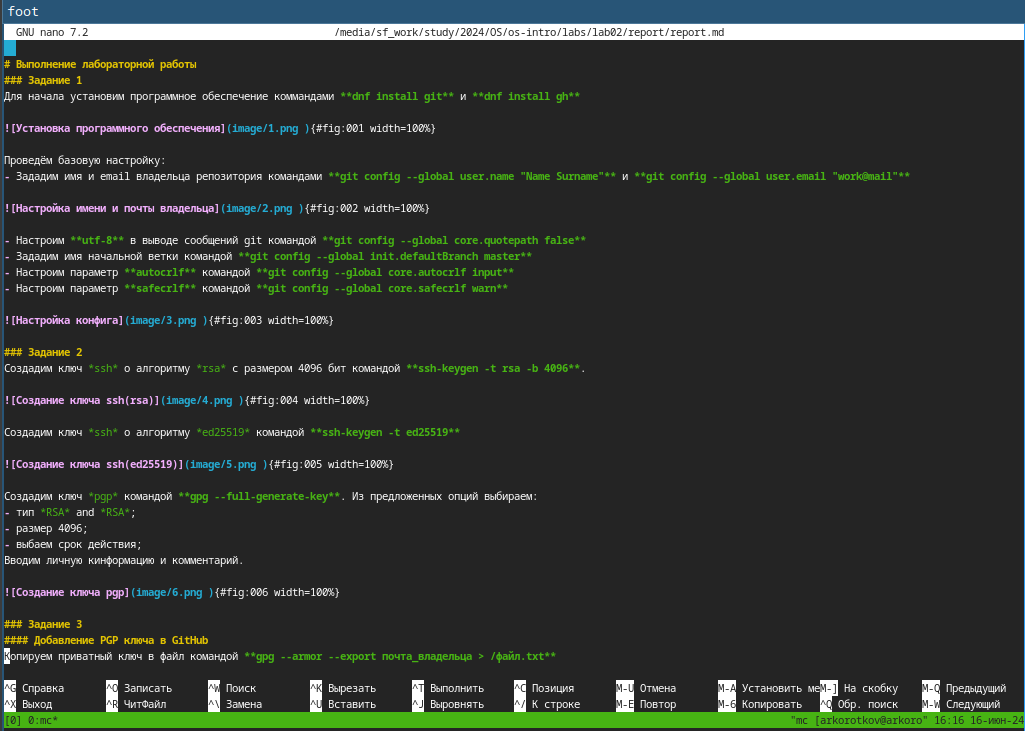 foot
GNU nano 7.2 /media/sf_work/study/2024/OS/os-intro/labs/lab02/report/report.md
# Выполнение лабораторной работы
### Задание 1
Для начала установим программное обеспечение коммандами **dnf install git** и **dnf install gh**
![Установка программного обеспечения](image/1.png ){#fig:001 width=100%}
Проведём базовую настройку:
- Зададим имя и email владельца репозитория командами **git config --global user.name "Name Surname"** и **git config --global user.email "work@mail"**
![Настройка имени и почты владельца](image/2.png ){#fig:002 width=100%}
- Настроим **utf-8** в выводе сообщений git командой **git config --global core.quotepath false**
- Зададим имя начальной ветки командой **git config --global init.defaultBranch master**
- Настроим параметр **autocrlf** командой **git config --global core.autocrlf input**
- Настроим параметр **safecrlf** командой **git config --global core.safecrlf warn**
![Настройка конфига](image/3.png ){#fig:003 width=100%}
### Задание 2
Создадим ключ *ssh* о алгоритму *rsa* с размером 4096 бит командой **ssh-keygen -t rsa -b 4096**.
![Создание ключа ssh(rsa)](image/4.png ){#fig:004 width=100%}
Создадим ключ *ssh* о алгоритму *ed25519* командой **ssh-keygen -t ed25519**
![Создание ключа ssh(ed25519)](image/5.png ){#fig:005 width=100%}
Создадим ключ *pgp* командой **gpg --full-generate-key**. Из предложенных опций выбираем:
- тип *RSA* and *RSA*;
- размер 4096;
- выбаем срок действия;
Вводим личную кинформацию и комментарий.
![Создание ключа pgp](image/6.png ){#fig:006 width=100%}
### Задание 3
#### Добавление PGP ключа в GitHub
Копируем приватный ключ в файл командой **gpg --armor --export почта_владельца > /файл.txt**
^G Справка ^O Записать ^W Поиск ^K Вырезать ^T Выполнить ^C Позиция M-U Отмена M-A Установить ме M-] На скобку M-Q Предыдущий
^X Выход ^R ЧитФайл ^\ Замена ^U Вставить ^J Выровнять ^/ К строке M-E Повтор M-6 Копировать ^Q Обр. поиск M-W Следующий
[0] 0:mc* "mc [arkorotkov@arkoro" 16:16 16-июн-24